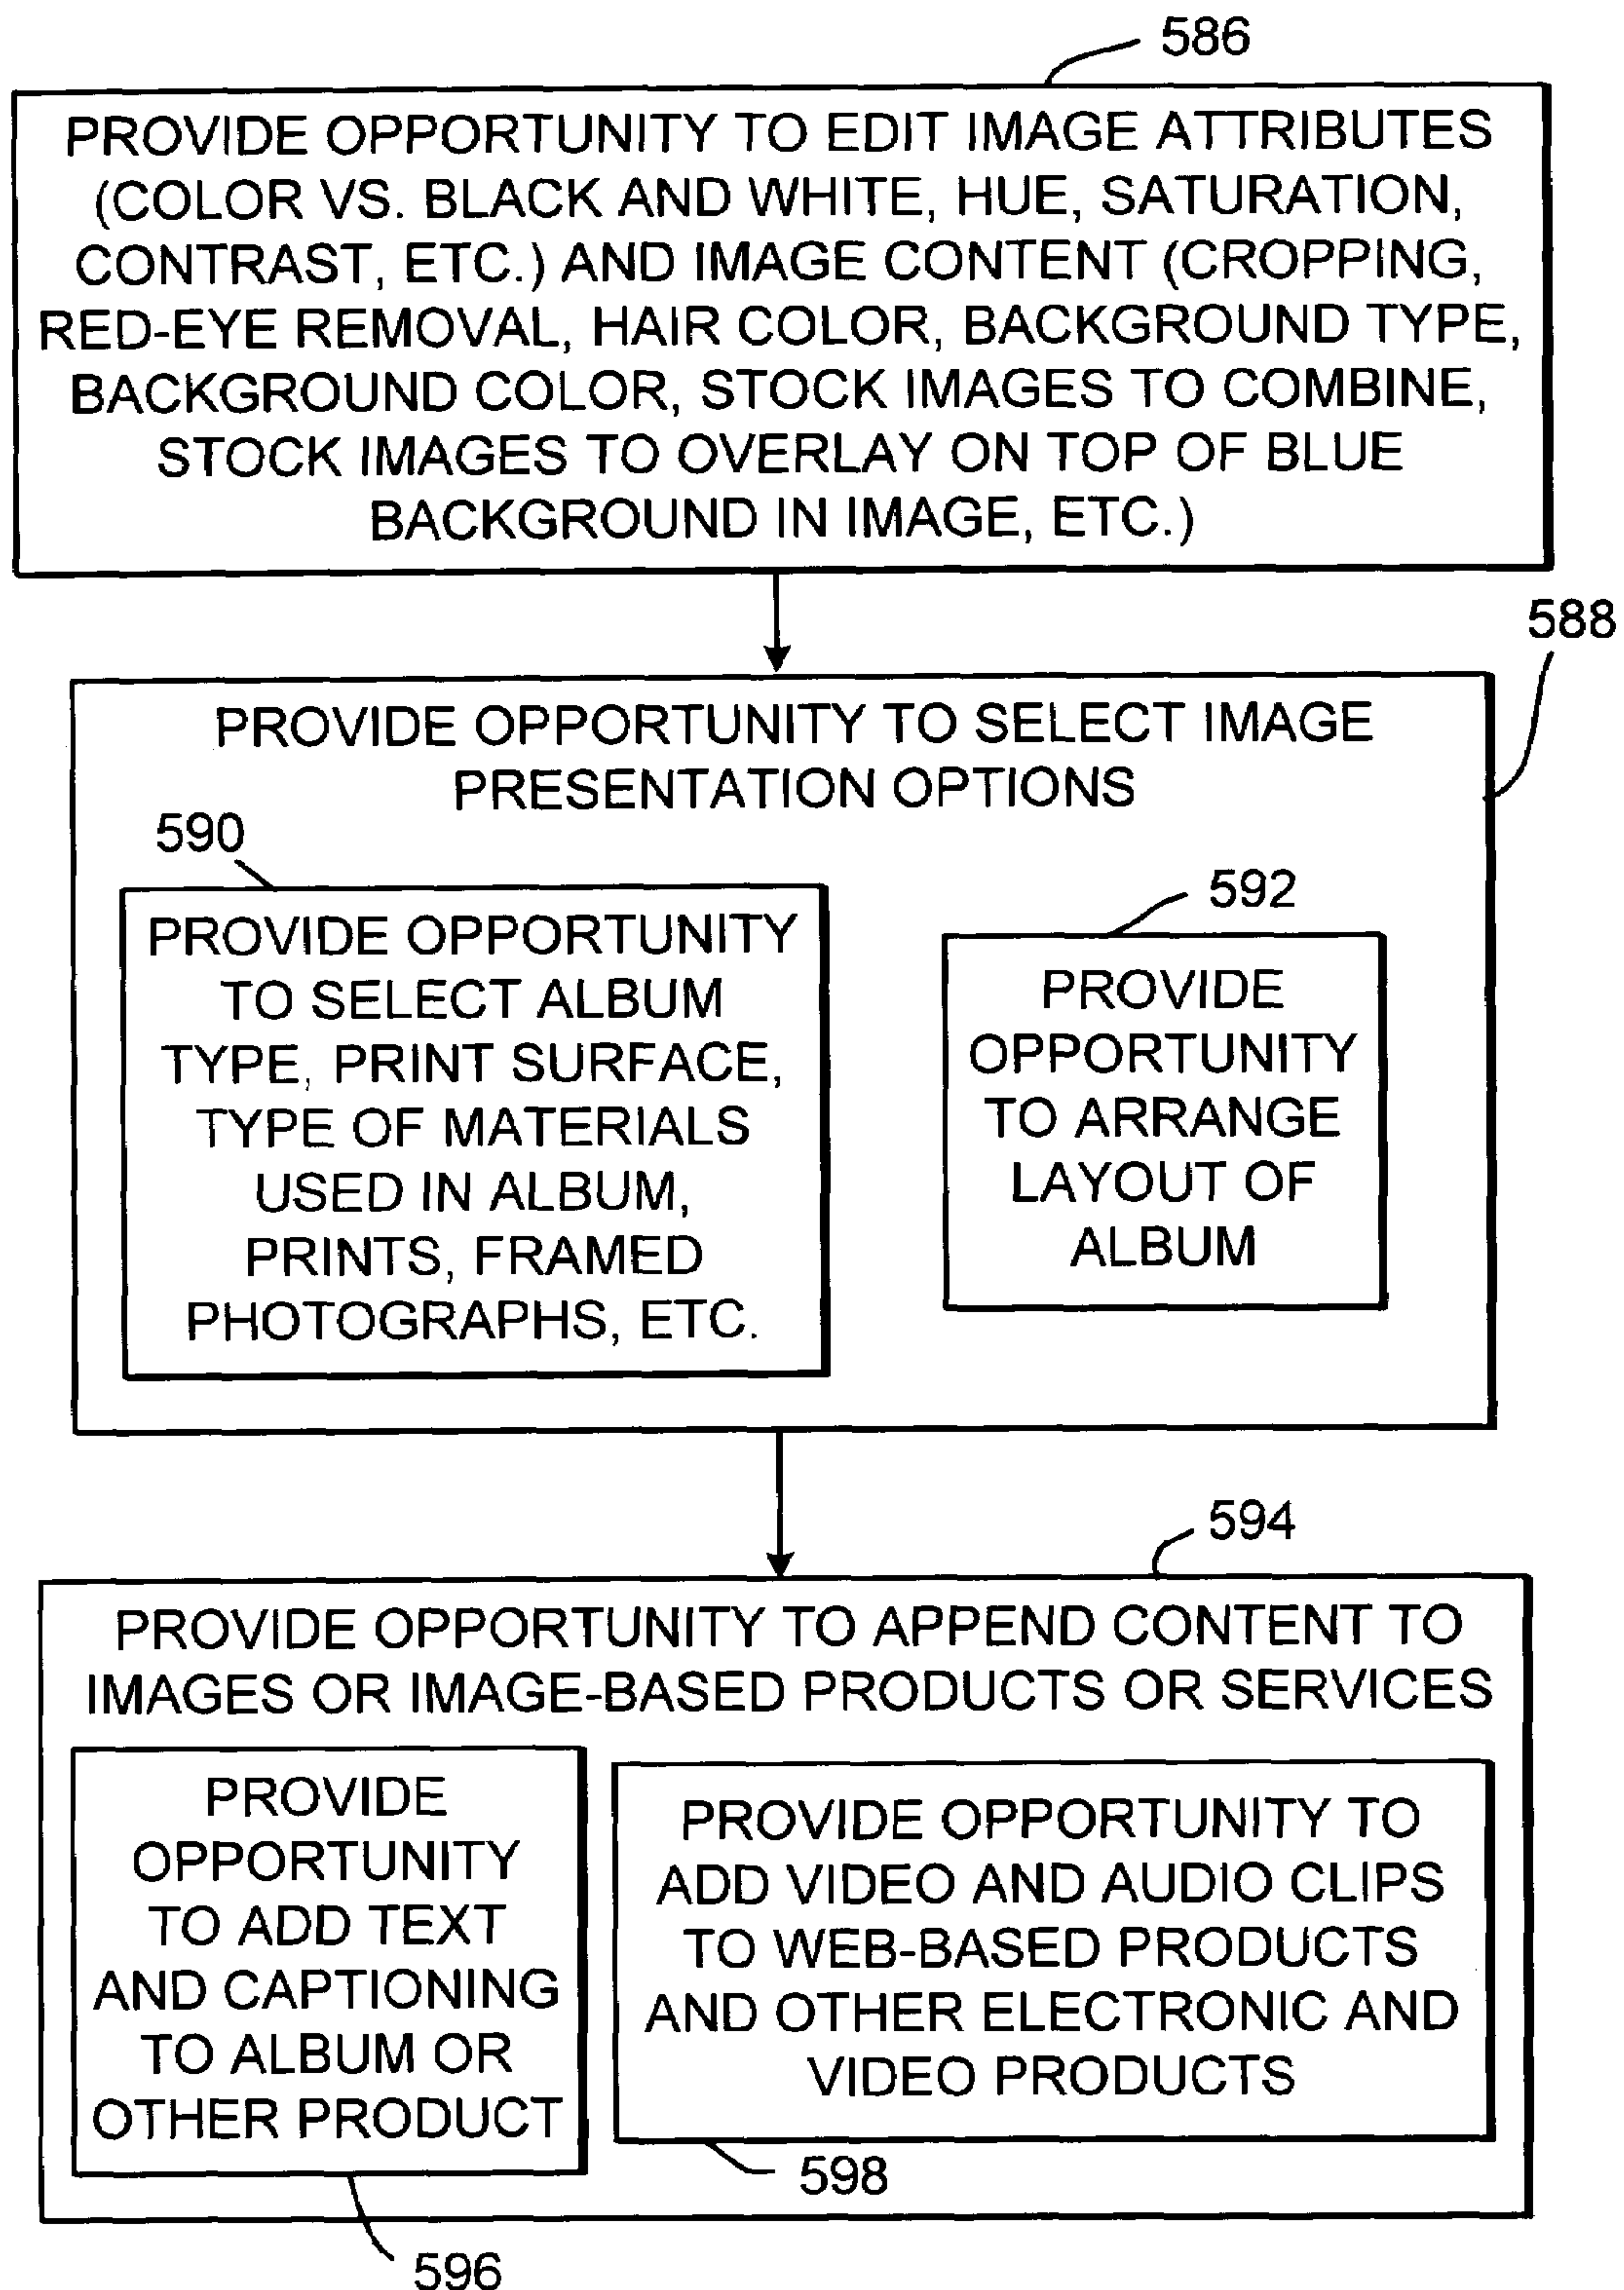 586
PROVIDE OPPORTUNITY TO EDIT IMAGE ATTRIBUTES
(COLOR VS. BLACK AND WHITE, HUE, SATURATION,
CONTRAST, ETC.) AND IMAGE CONTENT (CROPPING,
RED-EYE REMOVAL, HAIR COLOR, BACKGROUND TYPE,
BACKGROUND COLOR, STOCK IMAGES TO COMBINE,
STOCK IMAGES TO OVERLAY ON TOP OF BLUE
BACKGROUND IN IMAGE, ETC.)
588
PROVIDE OPPORTUNITY TO SELECT IMAGE
PRESENTATION OPTIONS
590
PROVIDE OPPORTUNITY
TO SELECT ALBUM
TYPE, PRINT SURFACE,
TYPE OF MATERIALS
USED IN ALBUM,
PRINTS, FRAMED
PHOTOGRAPHS, ETC.
592
PROVIDE
OPPORTUNITY
TO ARRANGE
LAYOUT OF
ALBUM
594
PROVIDE OPPORTUNITY TO APPEND CONTENT TO
IMAGES OR IMAGE-BASED PRODUCTS OR SERVICES
PROVIDE
OPPORTUNITY
TO ADD TEXT
AND CAPTIONING
TO ALBUM OR
OTHER PRODUCT
596
PROVIDE OPPORTUNITY TO
ADD VIDEO AND AUDIO CLIPS
TO WEB-BASED PRODUCTS
AND OTHER ELECTRONIC AND
VIDEO PRODUCTS
598